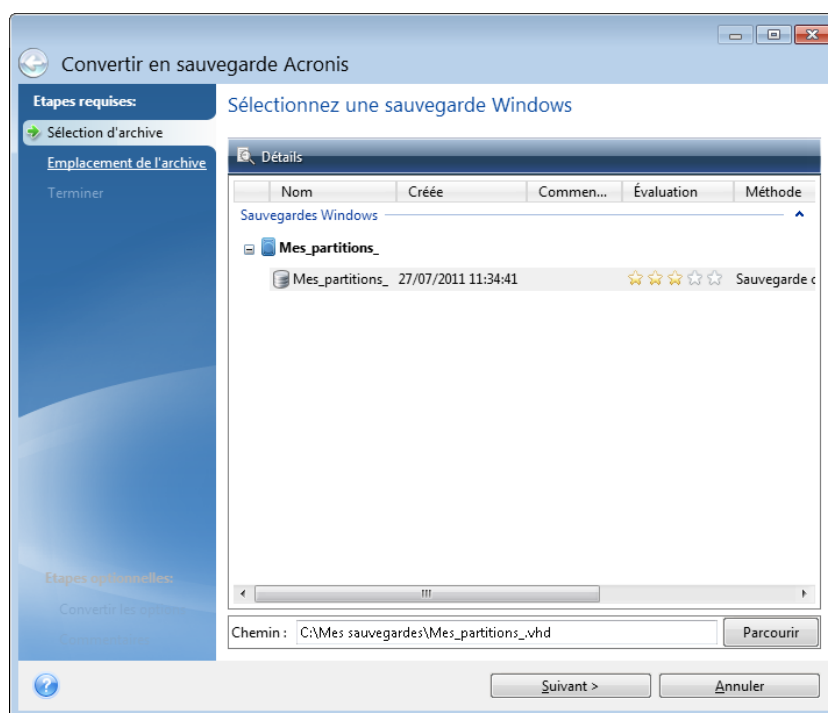 Convertir en sauvegarde Acronis
Etapes requises:
Sélection d'archive
Emplacement de l'archive
Terminer
Sélectionnez une sauvegarde Windows
Détails
Nom Créée Commen... Évaluation Méthode
Sauvegardes Windows
Mes_partitions_
Mes_partitions_ 27/07/2011 11:34:41 Sauvegarde c
Etapes optionnelles:
Convertir les
Chemin : C:\Mes sauvegardes\Mes_partitions_.vhd Parcourir
Suivant > Annuler